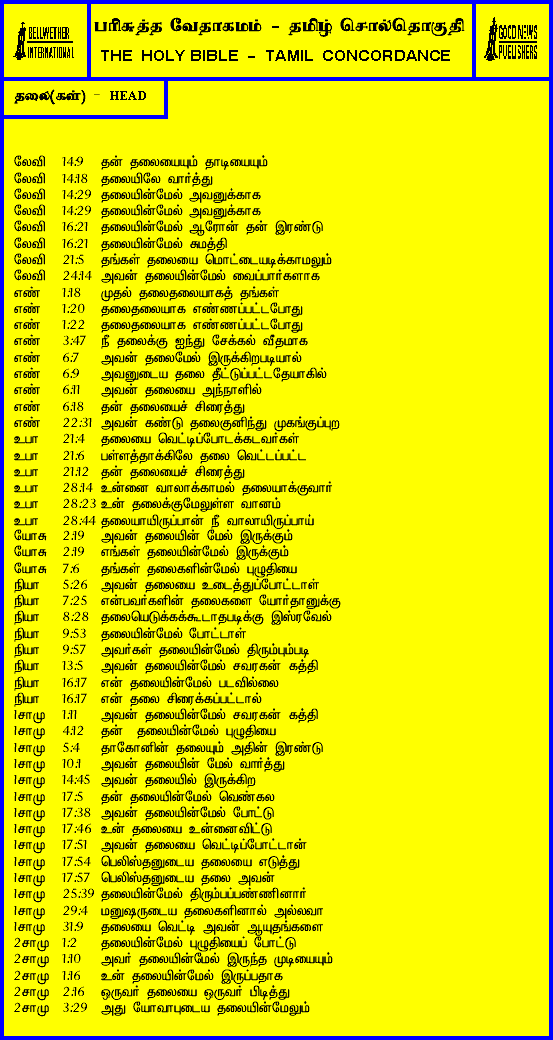 BELLWETHER
INTERNATIONAL
பரிசுத்த வேதாகமம் - தமிழ் சொல்தொகுதி
THE HOLY BIBLE - TAMIL CONCORDANCE
GOOD NEWS
PUBLISHERS
தலை(கள்) - HEAD
லேவி 14:9 தன் தலையையும் தாடியையும்
லேவி 14:18 தலையிலே வார்த்து
லேவி 14:29 தலையின்மேல் அவனுக்காக
லேவி 14:29 தலையின்மேல் அவனுக்காக
லேவி 16:21 தலையின்மேல் ஆரோன் தன் இரண்டு
லேவி 16:21 தலையின்மேல் சுமத்தி
லேவி 21:5 தங்கள் தலையை மொட்டையடிக்காமலும்
லேவி 24:14 அவன் தலையின்மேல் வைப்பார்களாக
எண் 1:18 முதல் தலைதலையாகத் தங்கள்
எண் 1:20 தலைதலையாக எண்ணப்பட்டபோது
எண் 1:22 தலைதலையாக எண்ணப்பட்டபோது
எண் 3:47 நீ தலைக்கு ஐந்து சேக்கல் வீதமாக
எண் 6:7 அவன் தலைமேல் இருக்கிறபடியால்
எண் 6:9 அவனுடைய தலை தீட்டுப்பட்டதேயாகில்
எண் 6:11 அவன் தலையை அந்நாளில்
எண் 6:18 தன் தலையைச் சிரைத்து
எண் 22:31 அவன் கண்டு தலைகுனிந்து முகங்குப்புற
உபா 21:4 தலையை வெட்டிப்போடக்கடவர்கள்
உபா 21:6 பள்ளத்தாக்கிலே தலை வெட்டப்பட்ட
உபா 21:12 தன் தலையைச் சிரைத்து
உபா 28:14 உன்னை வாலாக்காமல் தலையாக்குவார்
உபா 28:23 உன் தலைக்குமேலுள்ள வானம்
உபா 28:44 தலையாயிருப்பான் நீ வாலாயிருப்பாய்
யோசு 2:19 அவன் தலையின் மேல் இருக்கும்
யோசு 2:19 எங்கள் தலையின்மேல் இருக்கும்
யோசு 7:6 தங்கள் தலைகளின்மேல் புழுதியை
நியா 5:26 அவன் தலையை உடைத்துப்போட்டாள்
நியா 7:25 என்பவர்களின் தலைகளை யோர்தானுக்கு
நியா 8:28 தலையெடுக்கக்கூடாதபடிக்கு இஸ்ரவேல்
நியா 9:53 தலையின்மேல் போட்டாள்
நியா 9:57 அவர்கள் தலையின்மேல் திரும்பும்படி
நியா 13:5 அவன் தலையின்மேல் சவரகன் கத்தி
நியா 16:17 என் தலையின்மேல் படவில்லை
நியா 16:17 என் தலை சிரைக்கப்பட்டால்
1சாமு 1:11 அவன் தலையின்மேல் சவரகன் கத்தி
1சாமு 4:12 தன் தலையின்மேல் புழுதியை
1சாமு 5:4 தாகோனின் தலையும் அதின் இரண்டு
1சாமு 10:1 அவன் தலையின் மேல் வார்த்து
1சாமு 14:45 அவன் தலையில் இருக்கிற
1சாமு 17:5 தன் தலையின்மேல் வெண்கல
1சாமு 17:38 அவன் தலையின்மேல் போட்டு
1சாமு 17:46 உன் தலையை உன்னைவிட்டு
1சாமு 17:51 அவன் தலையை வெட்டிப்போட்டான்
1சாமு 17:54 பெலிஸ்தனுடைய தலையை எடுத்து
1சாமு 17:57 பெலிஸ்தனுடைய தலை அவன்
1சாமு 25:39 தலையின்மேல் திரும்பப்பண்ணினார்
1சாமு 29:4 மனுஷருடைய தலைகளினால் அல்லவா
1சாமு 31:9 தலையை வெட்டி அவன் ஆயுதங்களை
2சாமு 1:2 தலையின்மேல் புழுதியைப் போட்டு
2சாமு 1:10 அவர் தலையின்மேல் இருந்த முடியையும்
2சாமு 1:16 உன் தலையின்மேல் இருப்பதாக
2சாமு 2:16 ஒருவர் தலையை ஒருவர் பிடித்து
2சாமு 3:29 அது யோவாபுடைய தலையின்மேலும்